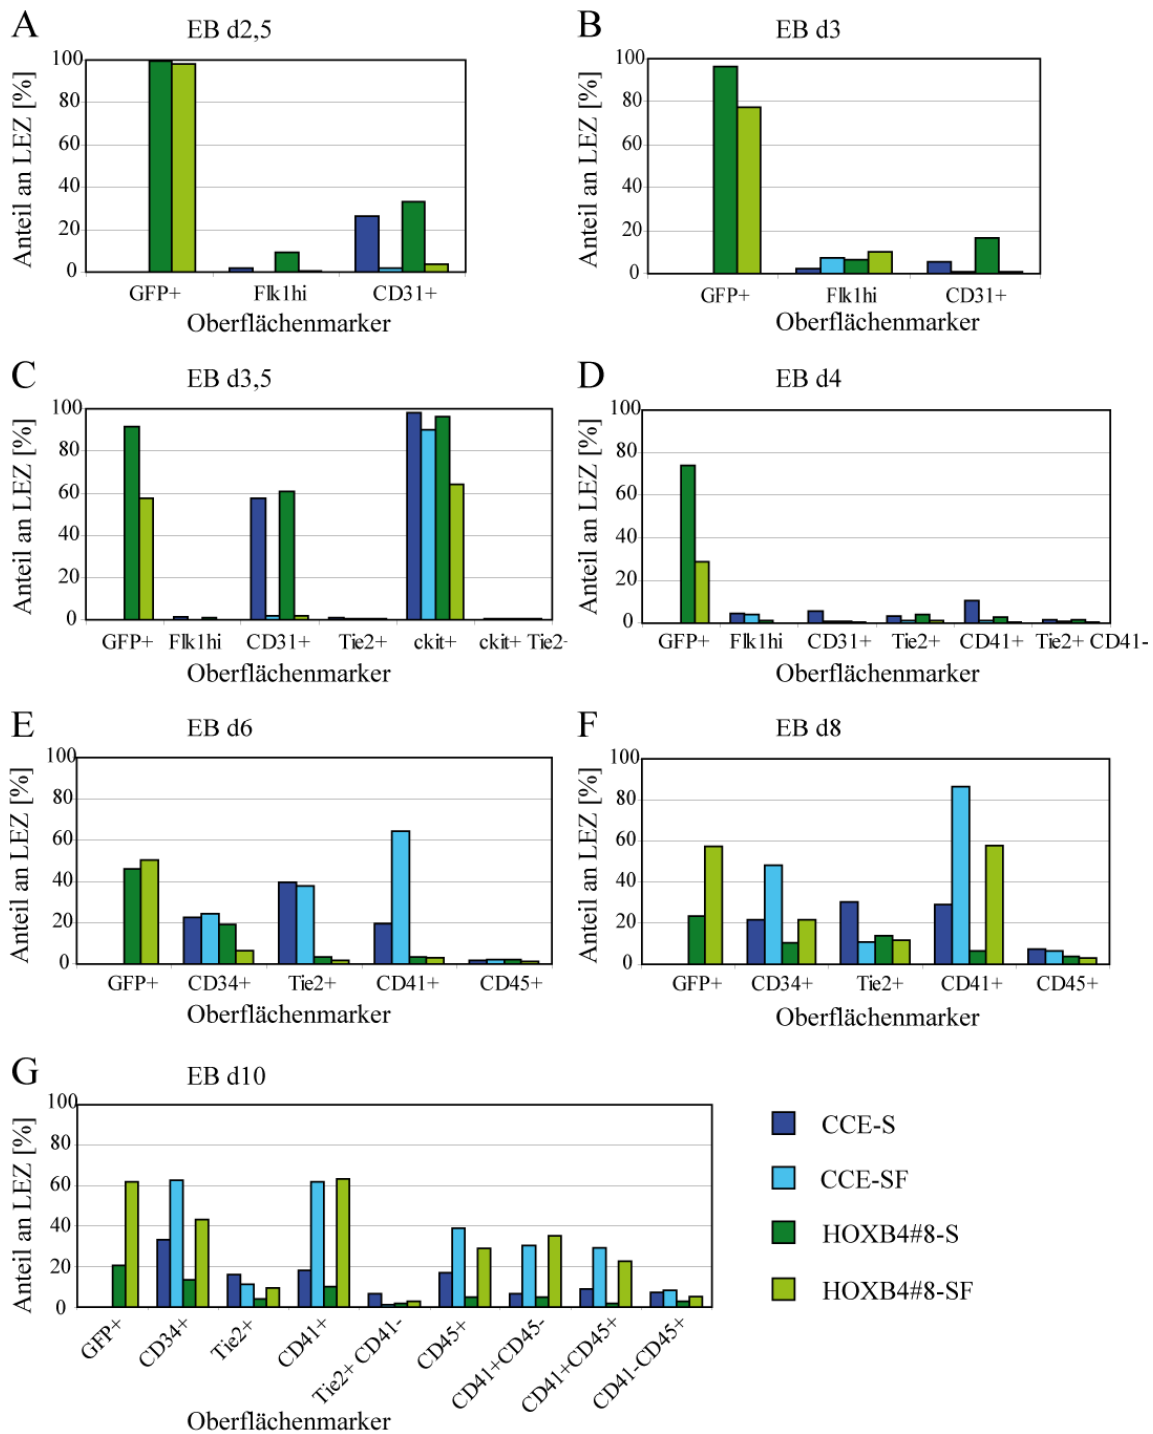 A EB d2,5
Anteil an LEZ [%]
100
80
60
40
20
0
GFP+ Flk1hi CD31+
Oberflächenmarker
B EB d3
Anteil an LEZ [%]
100
80
60
40
20
0
GFP+ Flk1hi CD31+
Oberflächenmarker
C EB d3,5
Anteil an LEZ [%]
100
80
60
40
20
0
GFP+ Flk1hi CD31+ Tie2+ ckit+ ckit+ Tie2-
Oberflächenmarker
D EB d4
Anteil an LEZ [%]
100
80
60
40
20
0
GFP+ Flk1hi CD31+ Tie2+ CD41+ Tie2+ CD41-
Oberflächenmarker
E EB d6
Anteil an LEZ [%]
100
80
60
40
20
0
GFP+ CD34+ Tie2+ CD41+ CD45+
Oberflächenmarker
F EB d8
Anteil an LEZ [%]
100
80
60
40
20
0
GFP+ CD34+ Tie2+ CD41+ CD45+
Oberflächenmarker
G EB d10
Anteil an LEZ [%]
100
80
60
40
20
0
GFP+
CD34+
Tie2+
CD41+
Tie2+ CD41-
CD45+
CD41+CD45-
CD41+CD45+
CD41-CD45+
Oberflächenmarker
CCE-S
CCE-SF
HOXB4#8-S
HOXB4#8-SF